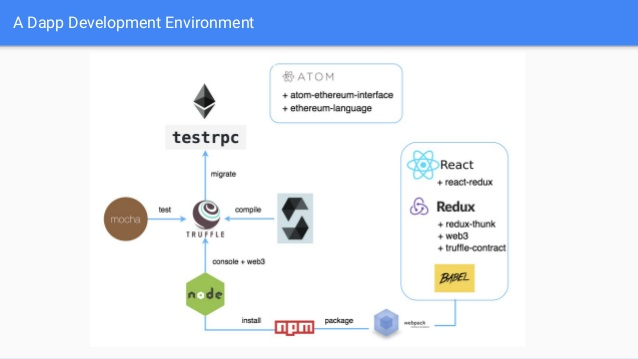 A Dapp Development Environment
ATOM
+ atom-ethereum-interface
+ ethereum-language
testrpc
migrate
React
+ react-redux
Redux
+ redux-thunk
+ web3
+ truffle-contract
BABEL
mocha
test
TRUFFLE
compile
console + web3
node
install
npm
package
webpack